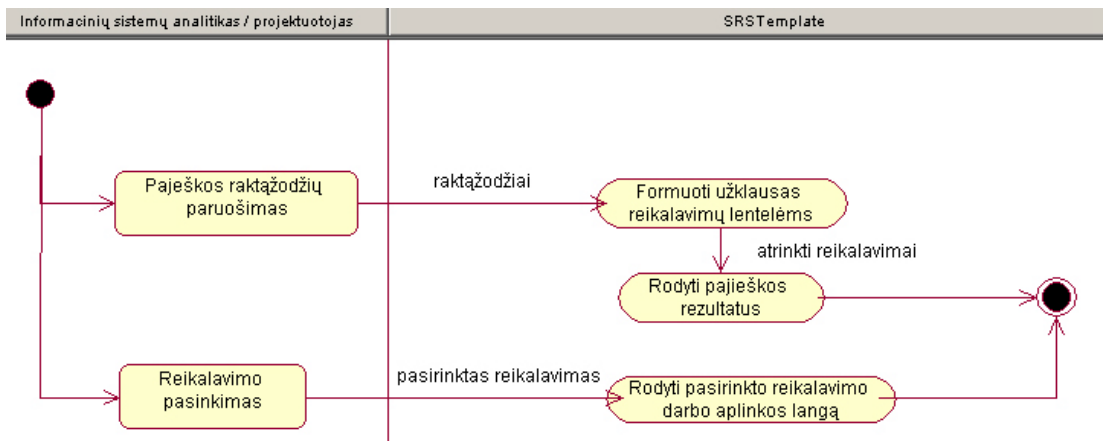 Informacinių sistemų analitikas / projektuotojas
SRSTemplate
Paješkos raktąžodžių
paruošimas
raktąžodžiai
Formuoti užklausas
reikalavimų lentelėms
atrinkti reikalavimai
Rodyti pajieškos
rezultatus
Reikalavimo
pasinkimas
pasirinktas reikalavimas
Rodyti pasirinkto reikalavimo
darbo aplinkos langą